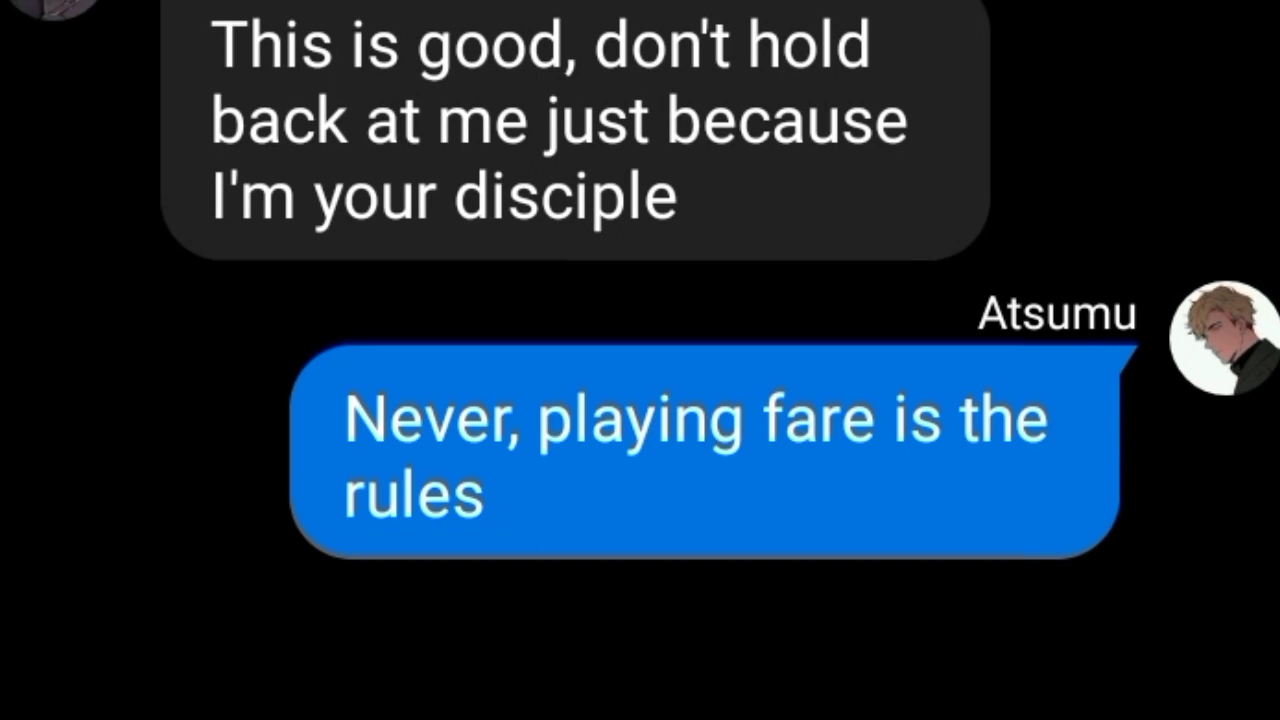 This is good, don't hold
back at me just because
I'm your disciple
Atsumu
Never, playing fare is the
rules